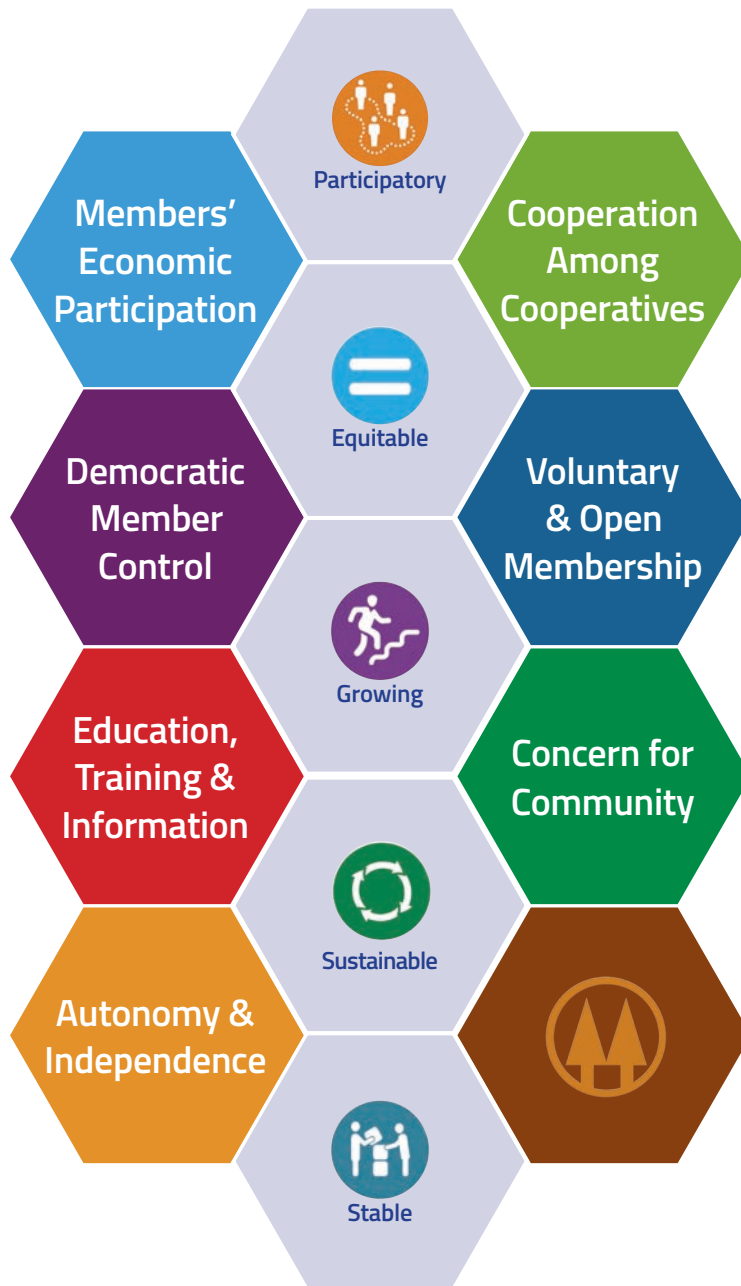 Participatory
Members’
Economic
Participation
Cooperation
Among
Cooperatives
Equitable
Democratic
Member
Control
Voluntary
& Open
Membership
Growing
Education,
Training &
Information
Concern for
Community
Sustainable
Autonomy &
Independence
Stable